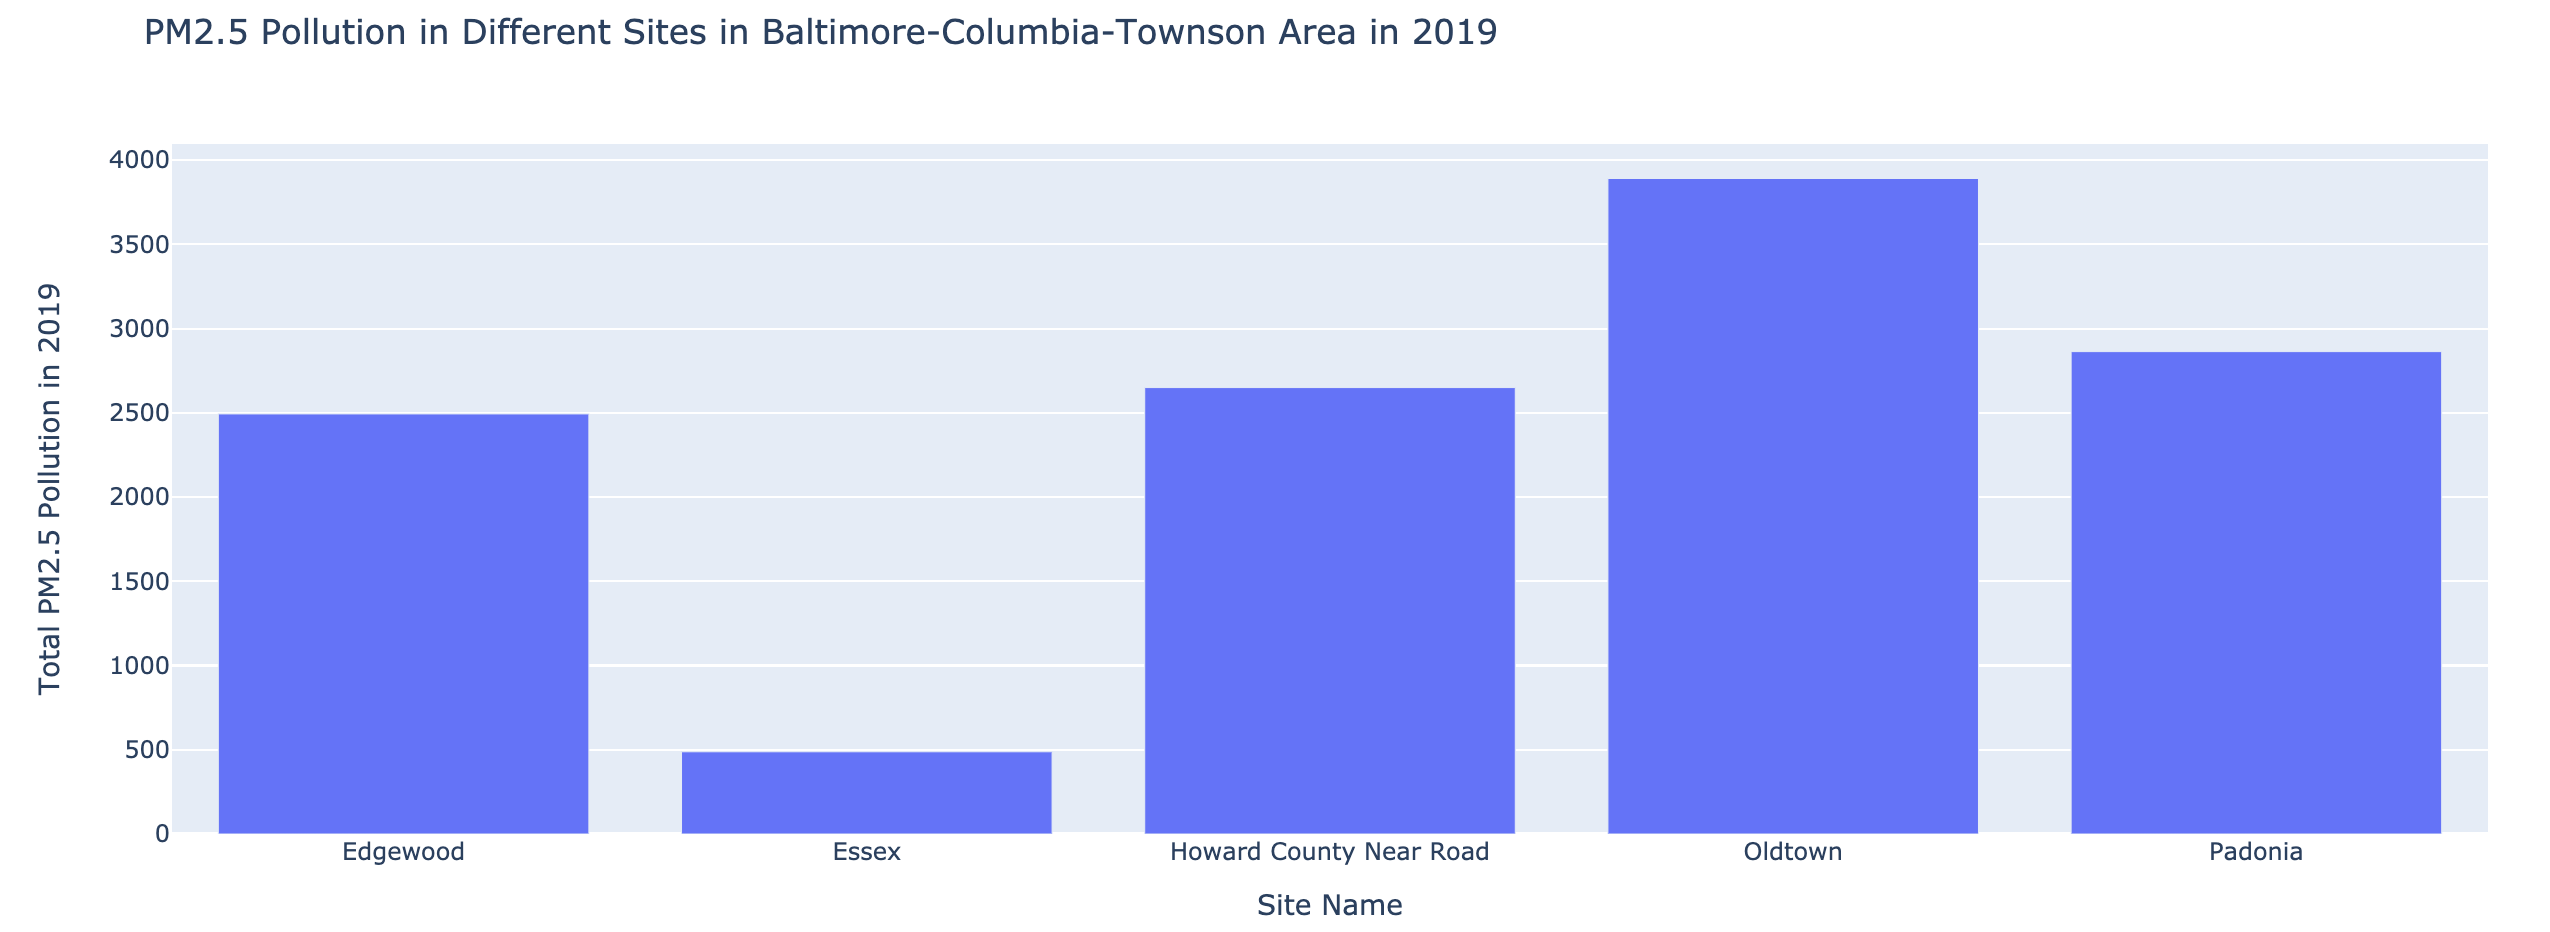 PM2.5 Pollution in Different Sites in Baltimore-Columbia-Townson Area in 2019
Total PM2.5 Pollution in 2019
4000
3500
3000
2500
2000
1500
1000
500
0
Edgewood
Essex
Howard County Near Road
Oldtown
Padonia
Site Name